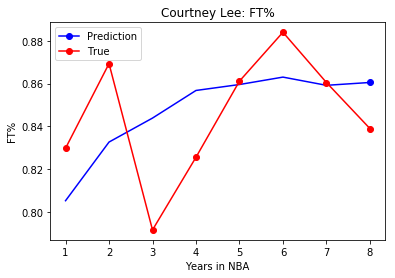 Courtney Lee: FT%
Prediction
True
FT%
0.88
0.86
0.84
0.82
0.80
1 2 3 4 5 6 7 8
Years in NBA